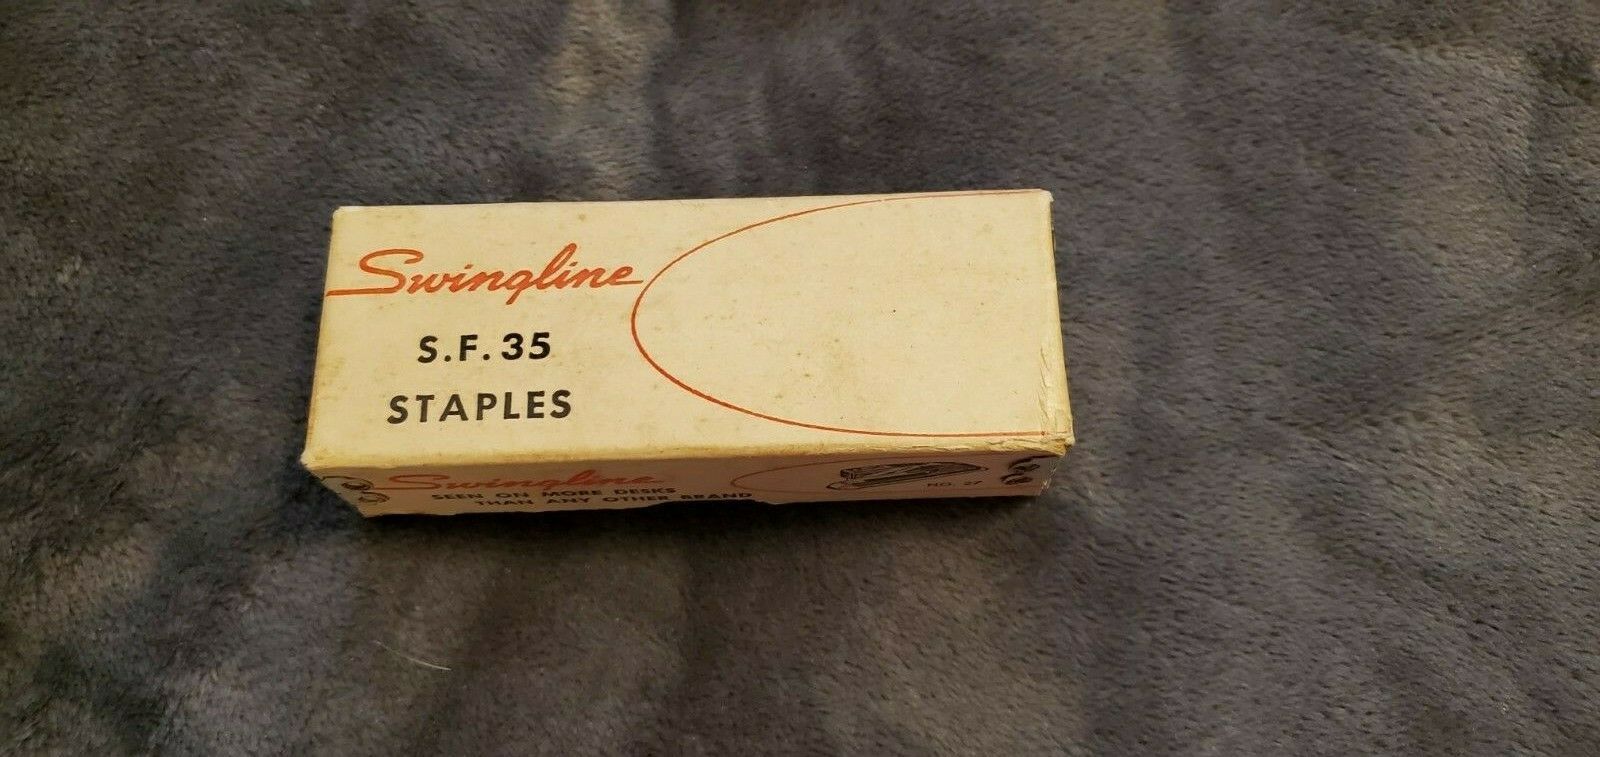 Swingline
S.F. 35
STAPLES
Swingline
SEEN ON MORE DESKS
THAN ANY OTHER BRAND
NO. 27